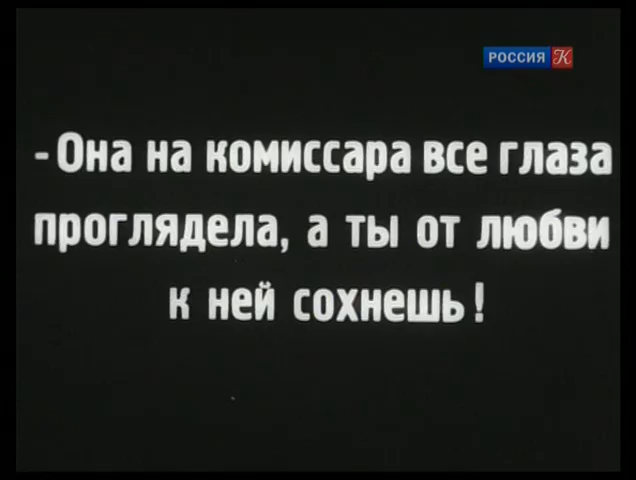 РОССИЯ К
- Она на комиссара все глаза
проглядела, а ты от любви
к ней сохнешь!